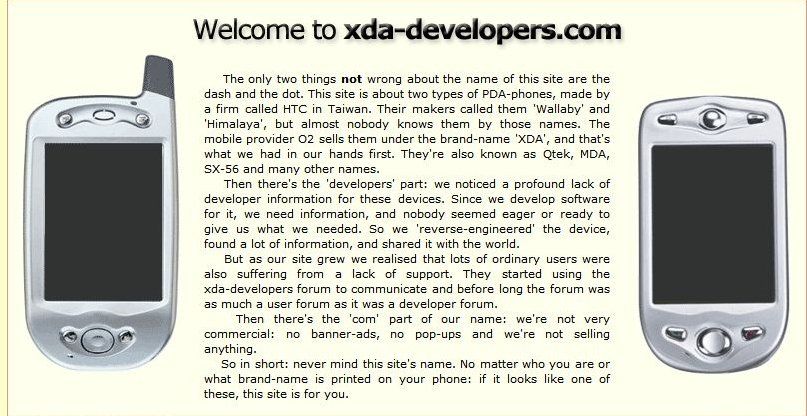 Welcome to xda-developers.com
The only two things not wrong about the name of this site are the
dash and the dot. This site is about two types of PDA-phones, made by
a firm called HTC in Taiwan. Their makers called them 'Wallaby' and
'Himalaya', but almost nobody knows them by those names. The
mobile provider O2 sells them under the brand-name 'XDA', and that's
what we had in our hands first. They're also known as Qtek, MDA,
SX-56 and many other names.
Then there's the 'developers' part: we noticed a profound lack of
developer information for these devices. Since we develop software
for it, we need information, and nobody seemed eager or ready to
give us what we needed. So we 'reverse-engineered' the device,
found a lot of information, and shared it with the world.
But as our site grew we realised that lots of ordinary users were
also suffering from a lack of support. They started using the
xda-developers forum to communicate and before long the forum was
as much a user forum as it was a developer forum.
Then there's the 'com' part of our name: we're not very
commercial: no banner-ads, no pop-ups and we're not selling
anything.
So in short: never mind this site's name. No matter who you are or
what brand-name is printed on your phone: if it looks like one of
these, this site is for you.